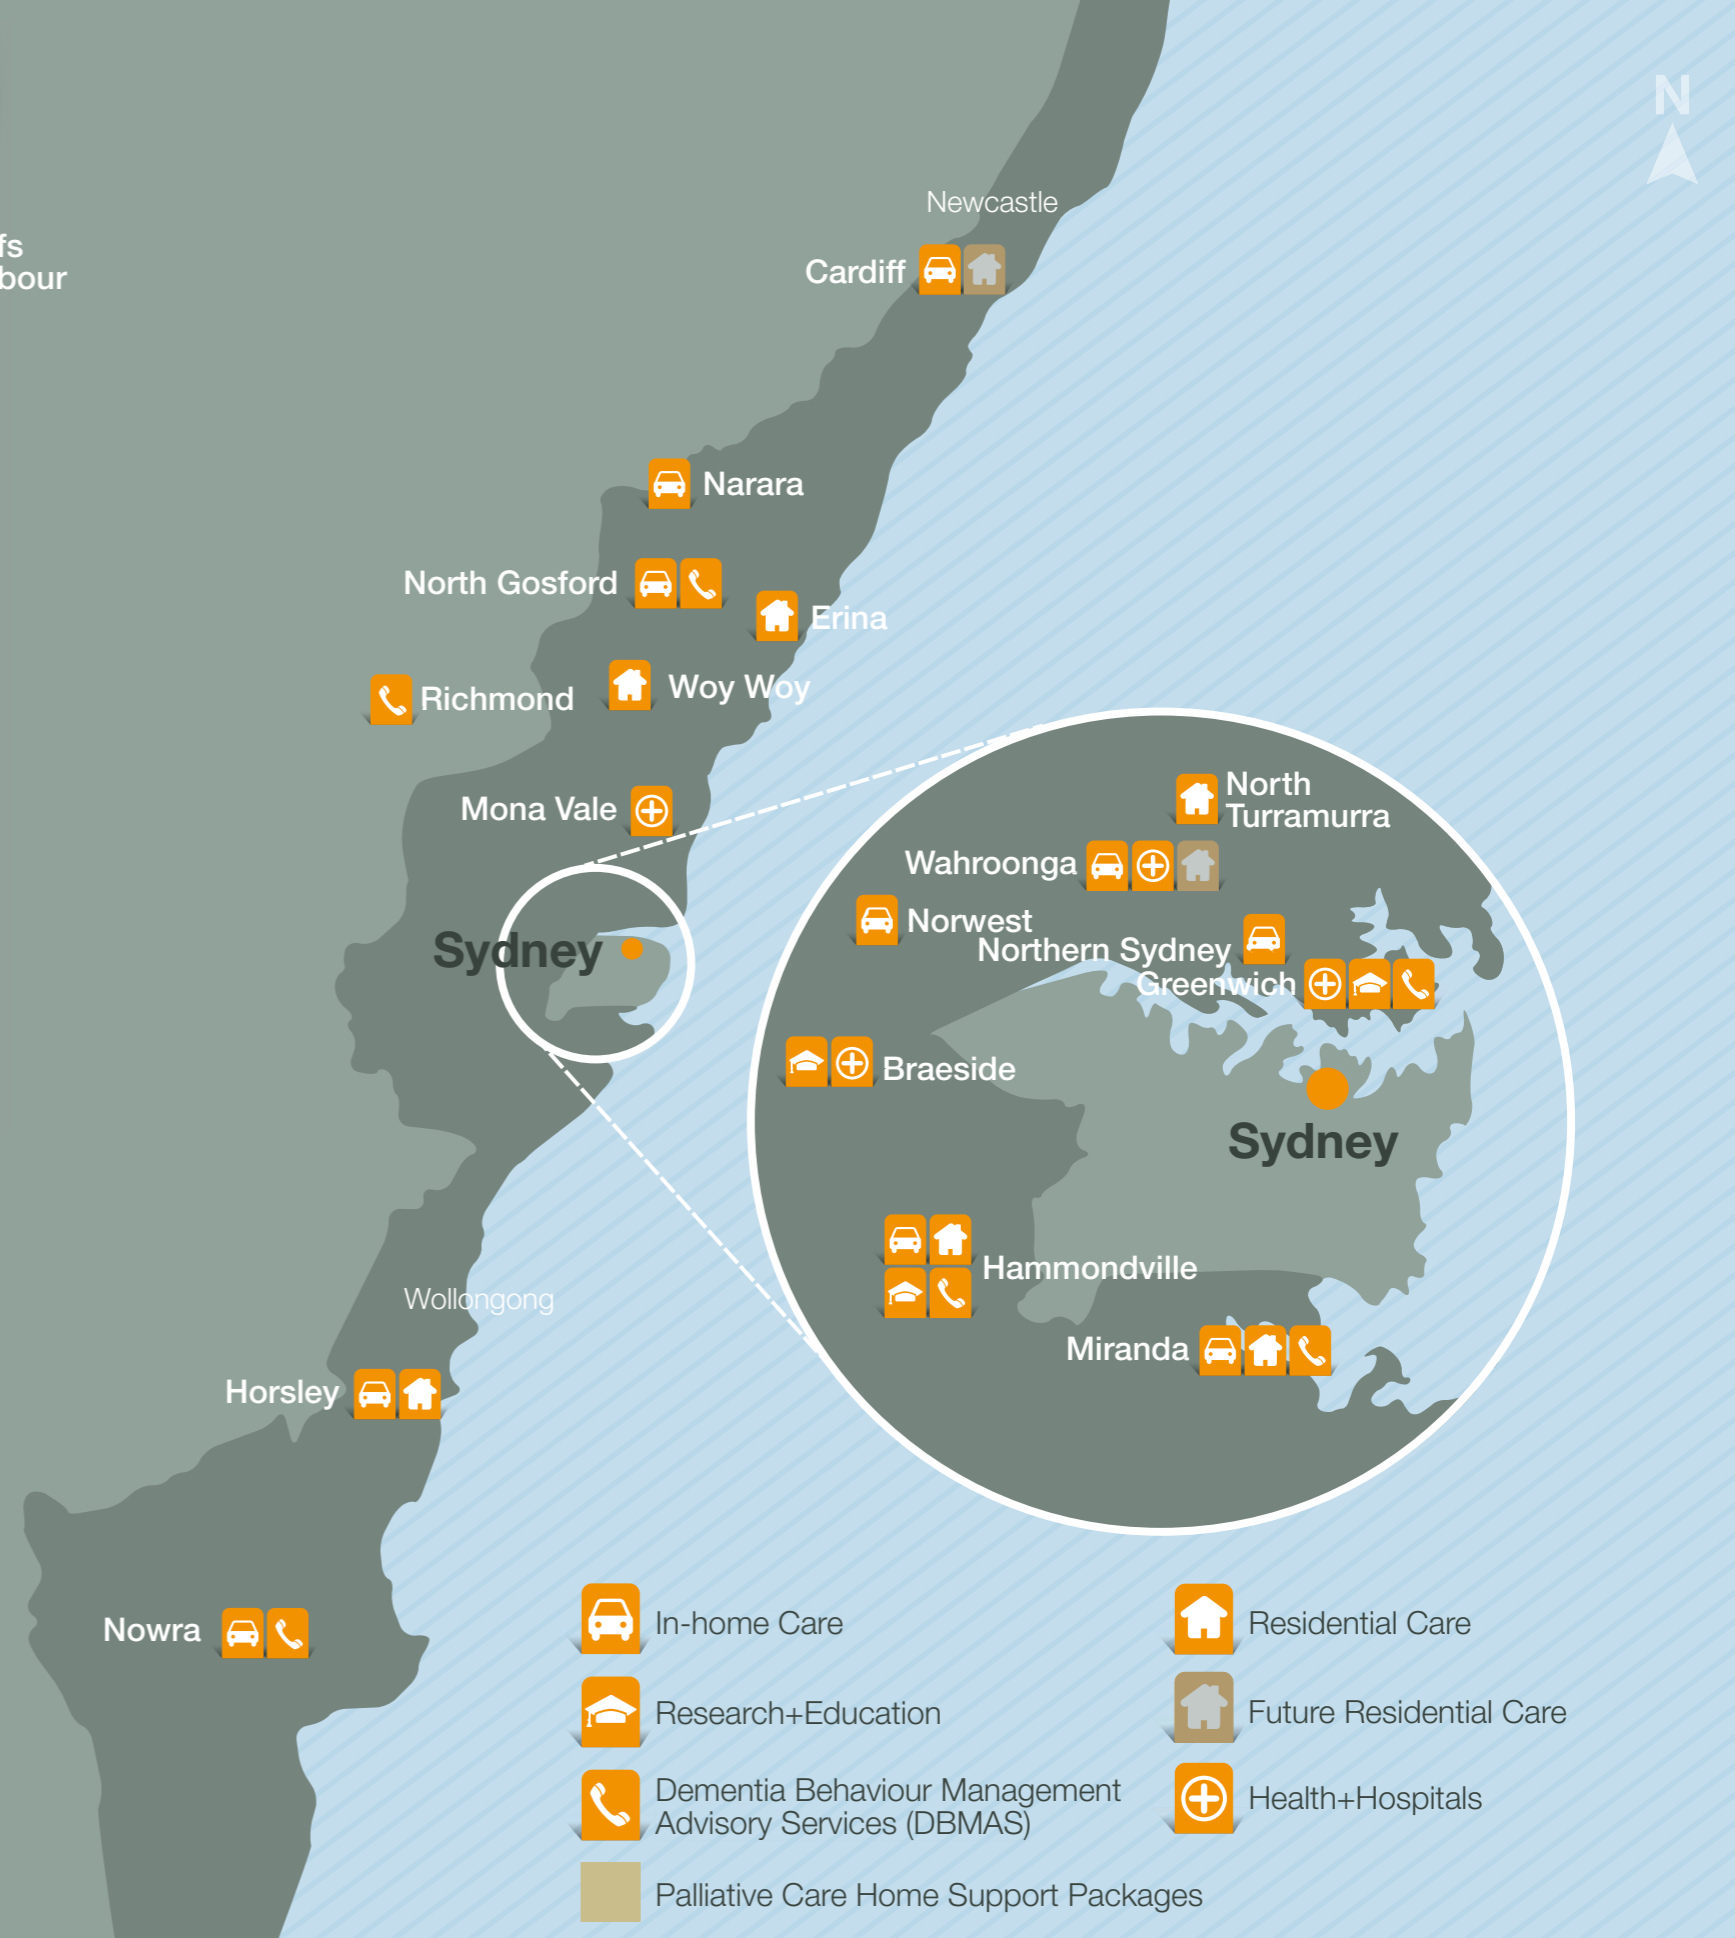 N
Newcastle
fs
bour
Cardiff
Narara
North Gosford
Erina
Woy Woy
Richmond
Mona Vale
Sydney
North
Turramurra
Wahroonga
Norwest
Northern Sydney
Greenwich
Braeside
Sydney
Hammondville
Miranda
Wollongong
Horsley
Nowra
In-home Care
Research+Education
Dementia Behaviour Management
Advisory Services (DBMAS)
Palliative Care Home Support Packages
Residential Care
Future Residential Care
Health+Hospitals